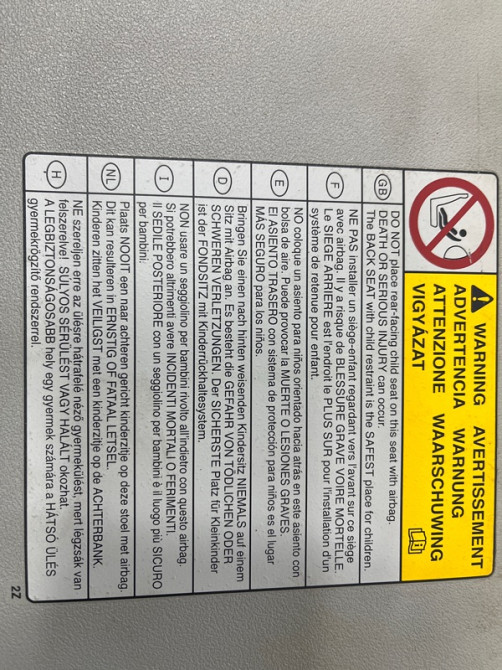 WARNING AVERTISSEMENT
ADVERTENCIA WARNUNG
ATTENZIONE WAARSCHUWING
VIGYÁZAT
GB
DO NOT place rear-facing child seat on this seat with airbag.
DEATH OR SERIOUS INJURY can occur.
The BACK SEAT with child restraint is the SAFEST place for children.
F
NE PAS installer un siège-enfant regardant vers l'avant sur ce siège
avec airbag. Il y a risque de BLESSURE GRAVE VOIRE MORTELLE.
Le SIEGE ARRIERE est l'endroit le PLUS SUR pour l'installation d'un
système de retenue pour enfant.
E
NO coloque un asiento para niños orientado hacia atrás en este asiento con
bolsa de aire. Puede provocar la MUERTE O LESIONES GRAVES.
El ASIENTO TRASERO con sistema de protección para niños es el lugar
MÁS SEGURO para los niños.
D
Bringen Sie einen nach hinten weisenden Kindersitz NIEMALS auf einem
Sitz mit Airbag an. Es besteht die GEFAHR VON TÖDLICHEN ODER
SCHWEREN VERLETZUNGEN. Der SICHERSTE Platz für Kleinkinder
ist der FONDSITZ mit Kinderrückhaltesystem.
I
NON usare un seggiolino per bambini rivolto all'indietro con questo airbag.
Si potrebbero altrimenti avere INCIDENTI MORTALI O FERIMENTI.
Il SEDILE POSTERIORE con un seggiolino per bambini è il luogo più SICURO
per bambini.
NL
Plaats NOOIT een naar achteren gericht kinderzitje op deze stoel met airbag.
Dit kan resulteren in ERNSTIG OF FATAAL LETSEL.
Kinderen zitten het VEILIGST met een kinderzitje op de ACHTERBANK.
H
NE szereljen erre az ülésre hátrafelé néző gyermekülést, mert légzsák van
felszerelve! SÚLYOS SÉRÜLÉST VAGY HALÁLT okozhat.
A LEGBIZTONSÁGOSABB hely egy gyermek számára a HATSÓ ÜLÉS
gyermekrögzítő rendszerrel.
2Z